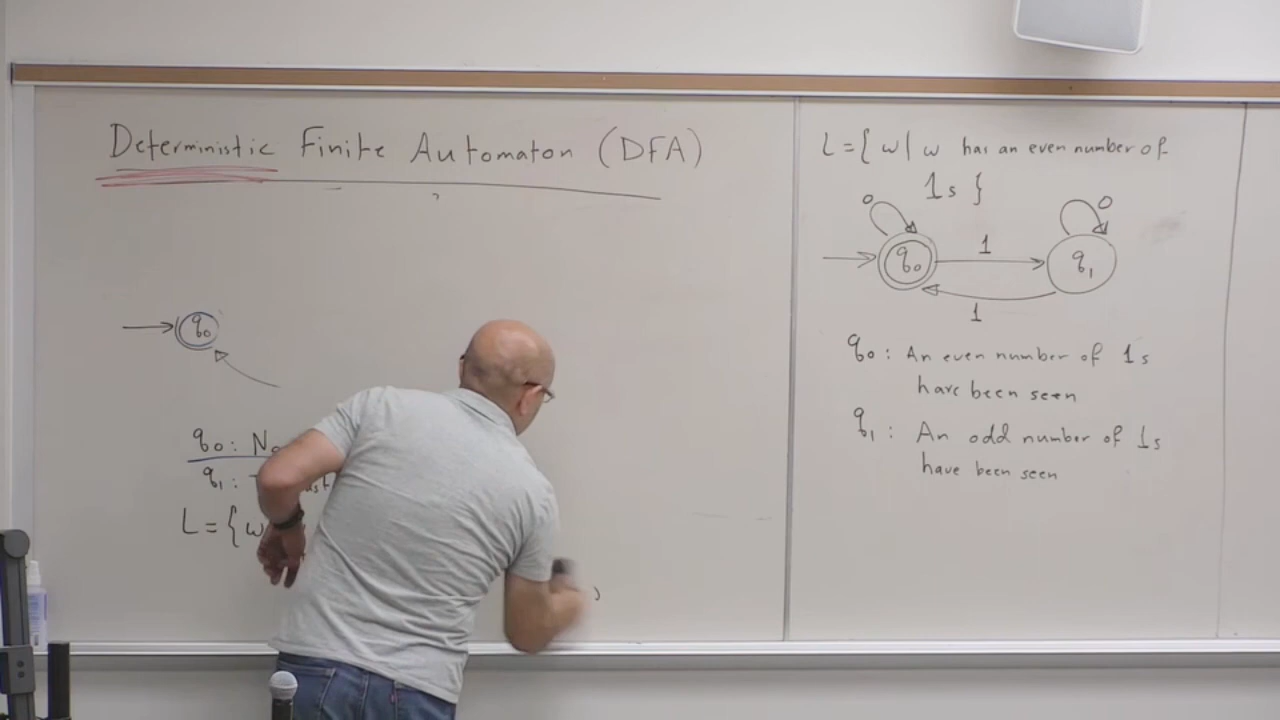 Deterministic Finite Automaton (DFA)
q0
q0: No
q1:
L={w
L={ w| w has an even number of
1s }
0
0
q0
1
q1
1
q0: An even number of 1s
have been seen
q1: An odd number of 1s
have been seen